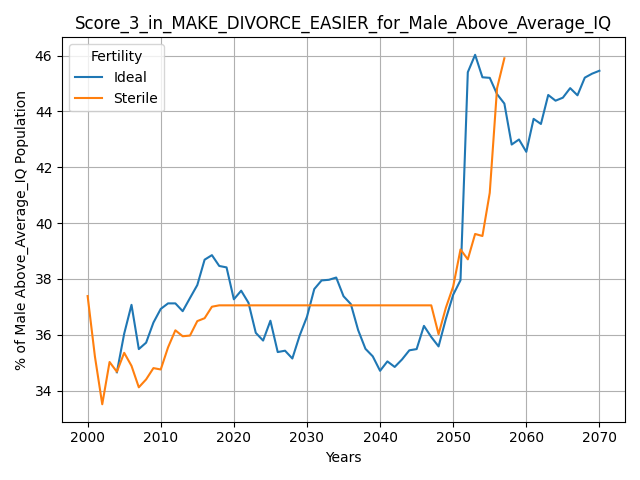 Score_3_in_MAKE_DIVORCE_EASIER_for_Male_Above_Average_IQ
Fertility
Ideal
Sterile
% of Male Above_Average_IQ Population
46
44
42
40
38
36
34
2000 2010 2020 2030 2040 2050 2060 2070
Years